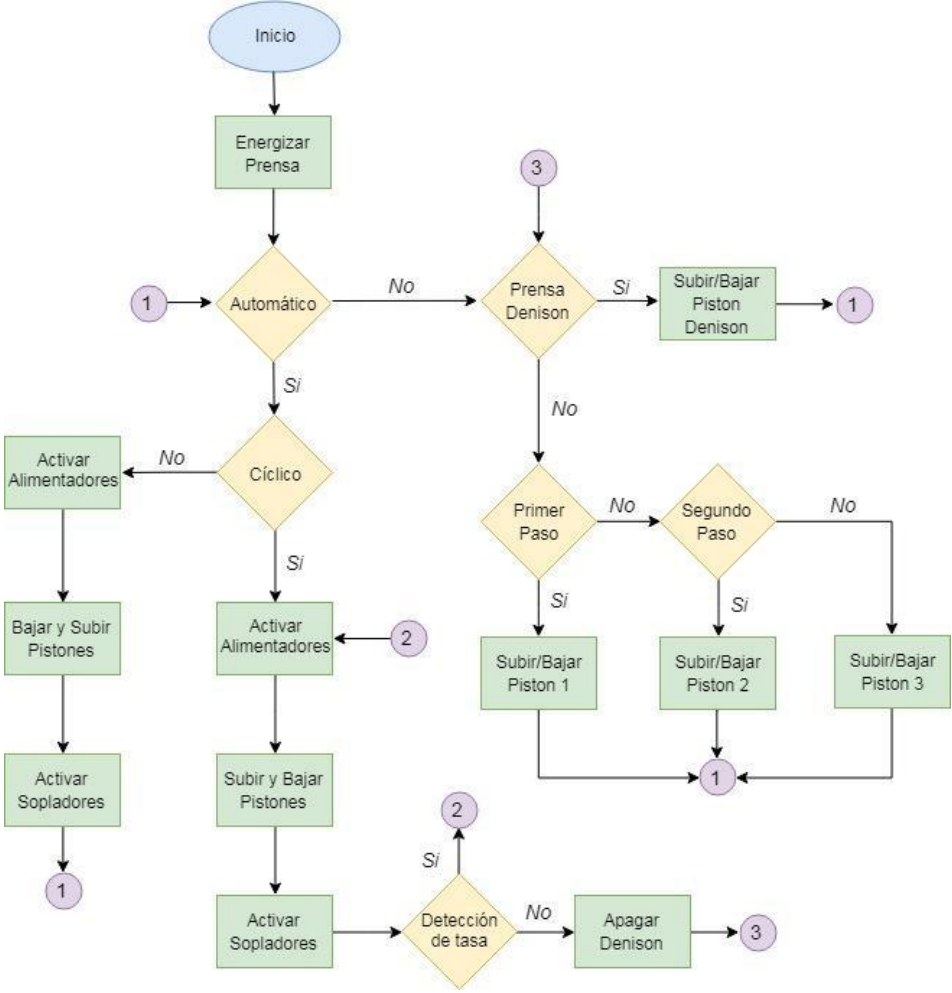 Inicio
Energizar
Prensa
3
1
Automático
No
Prensa
Denison
Si
Subir/Bajar
Piston
Denison
1
Si
No
Activar
Alimentadores
No
Cíclico
Primer
Paso
No
Segundo
Paso
No
Si
Si
Si
Bajar y Subir
Pistones
Activar
Alimentadores
2
Subir/Bajar
Piston 1
Subir/Bajar
Piston 2
Subir/Bajar
Piston 3
Activar
Sopladores
Subir y Bajar
Pistones
1
2
1
Si
Activar
Sopladores
Detección
de tasa
No
Apagar
Denison
3